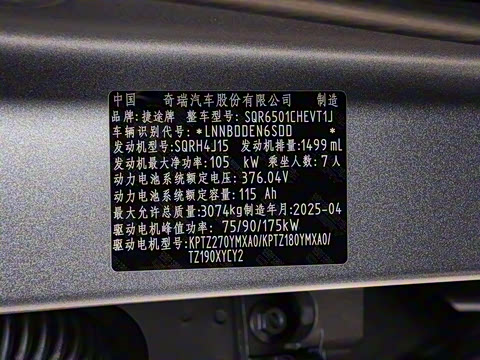 中国 奇瑞汽车股份有限公司 制造
品牌:捷途牌 整车型号: SQR6501CHEVT1J
车辆识别代号: *LNNBDDEN6SDD *
发动机型号:SQRH4J15 发动机排量:1499 mL
发动机最大净功率:105 kW 乘坐人数:7 人
动力电池系统额定电压: 376.04V
动力电池系统额定容量: 115 Ah
最大允许总质量:3074kg制造年月:2025-04
驱动电机峰值功率: 75/90/175kW
驱动电机型号:KPTZ270YMXA0/KPTZ180YMXA0/
TZ190XYCY2